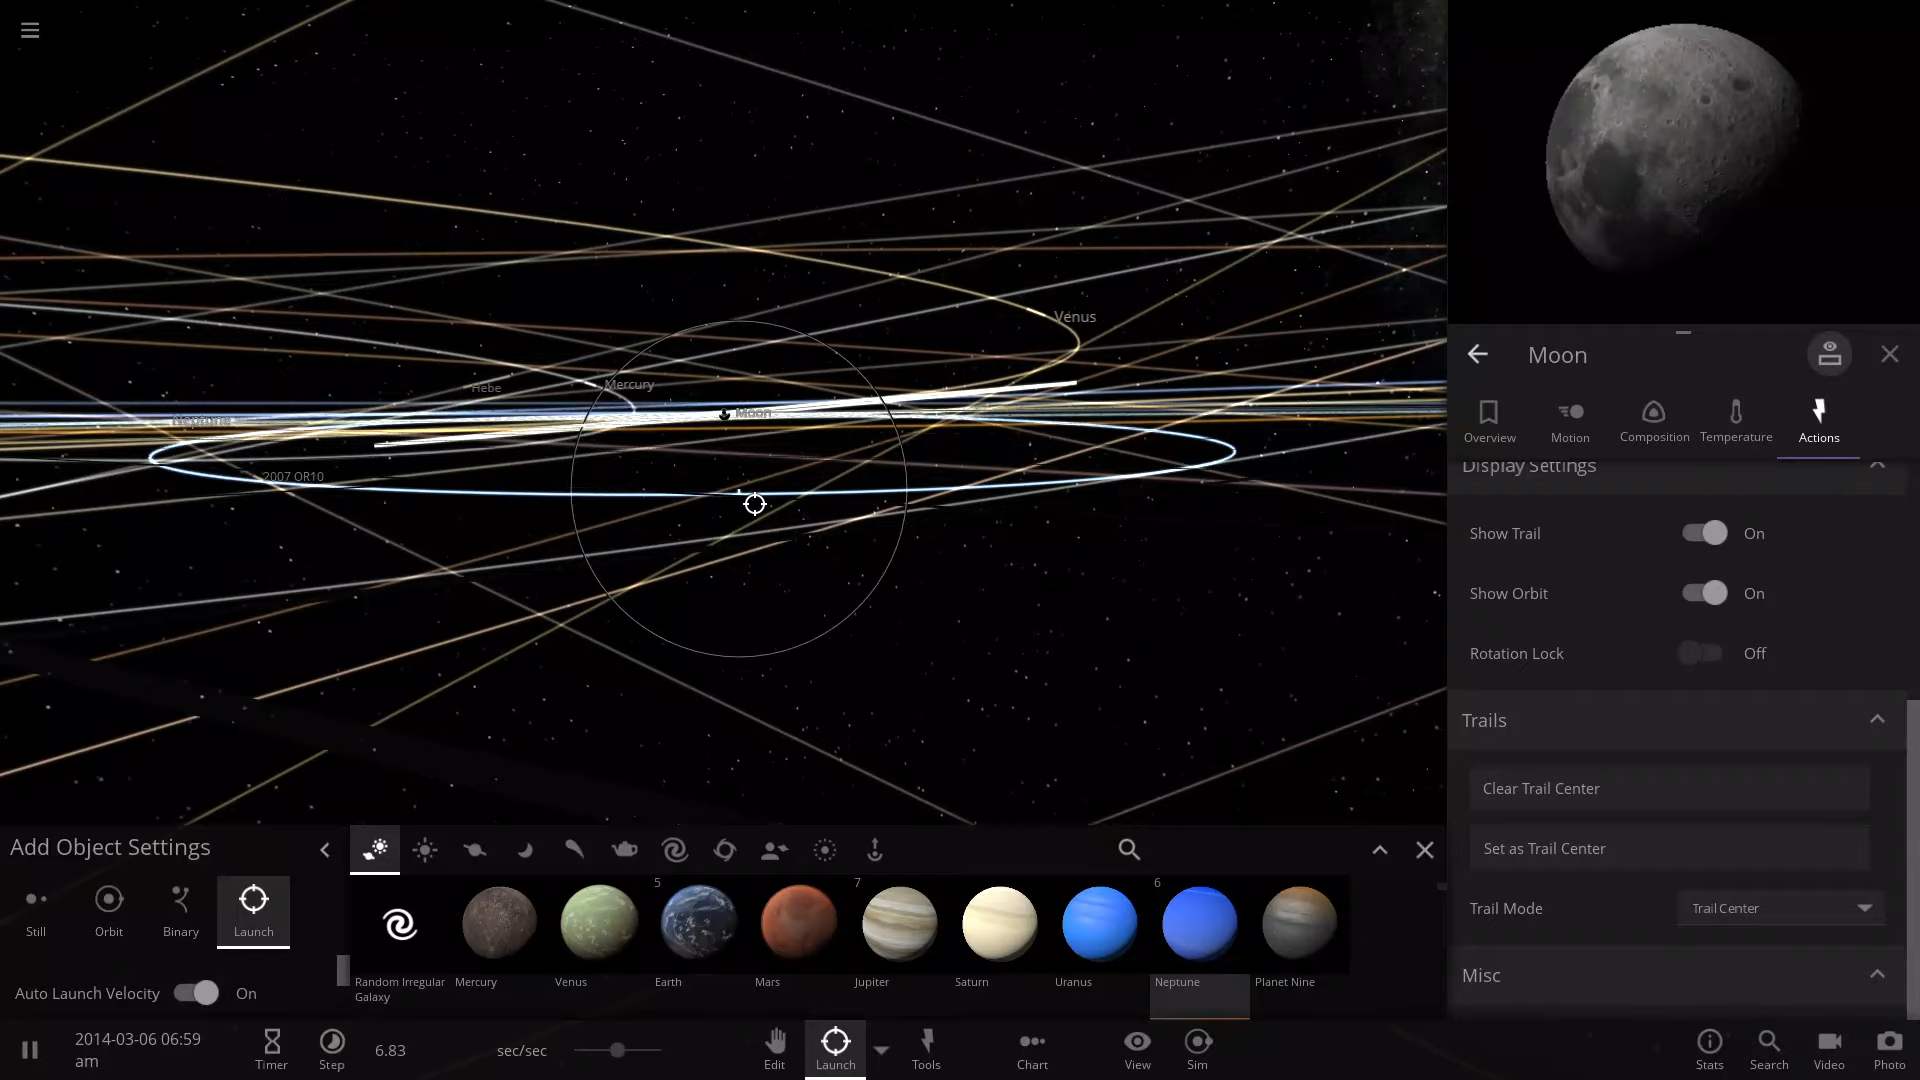 Venus
Hebe
Mercury
Moon
Neptune
2007 OR10
Moon
Overview
Motion
Composition
Temperature
Actions
Display Settings
Show Trail
On
Show Orbit
On
Rotation Lock
Off
Trails
Clear Trail Center
Set as Trail Center
Trail Mode
Trail Center
Misc
Add Object Settings
Still
Orbit
Binary
Launch
Auto Launch Velocity
On
5
7
6
Random Irregular
Galaxy
Mercury
Venus
Earth
Mars
Jupiter
Saturn
Uranus
Neptune
Planet Nine
2014-03-06 06:59
am
Timer
Step
6.83
sec/sec
Edit
Launch
Tools
Chart
View
Sim
Stats
Search
Video
Photo